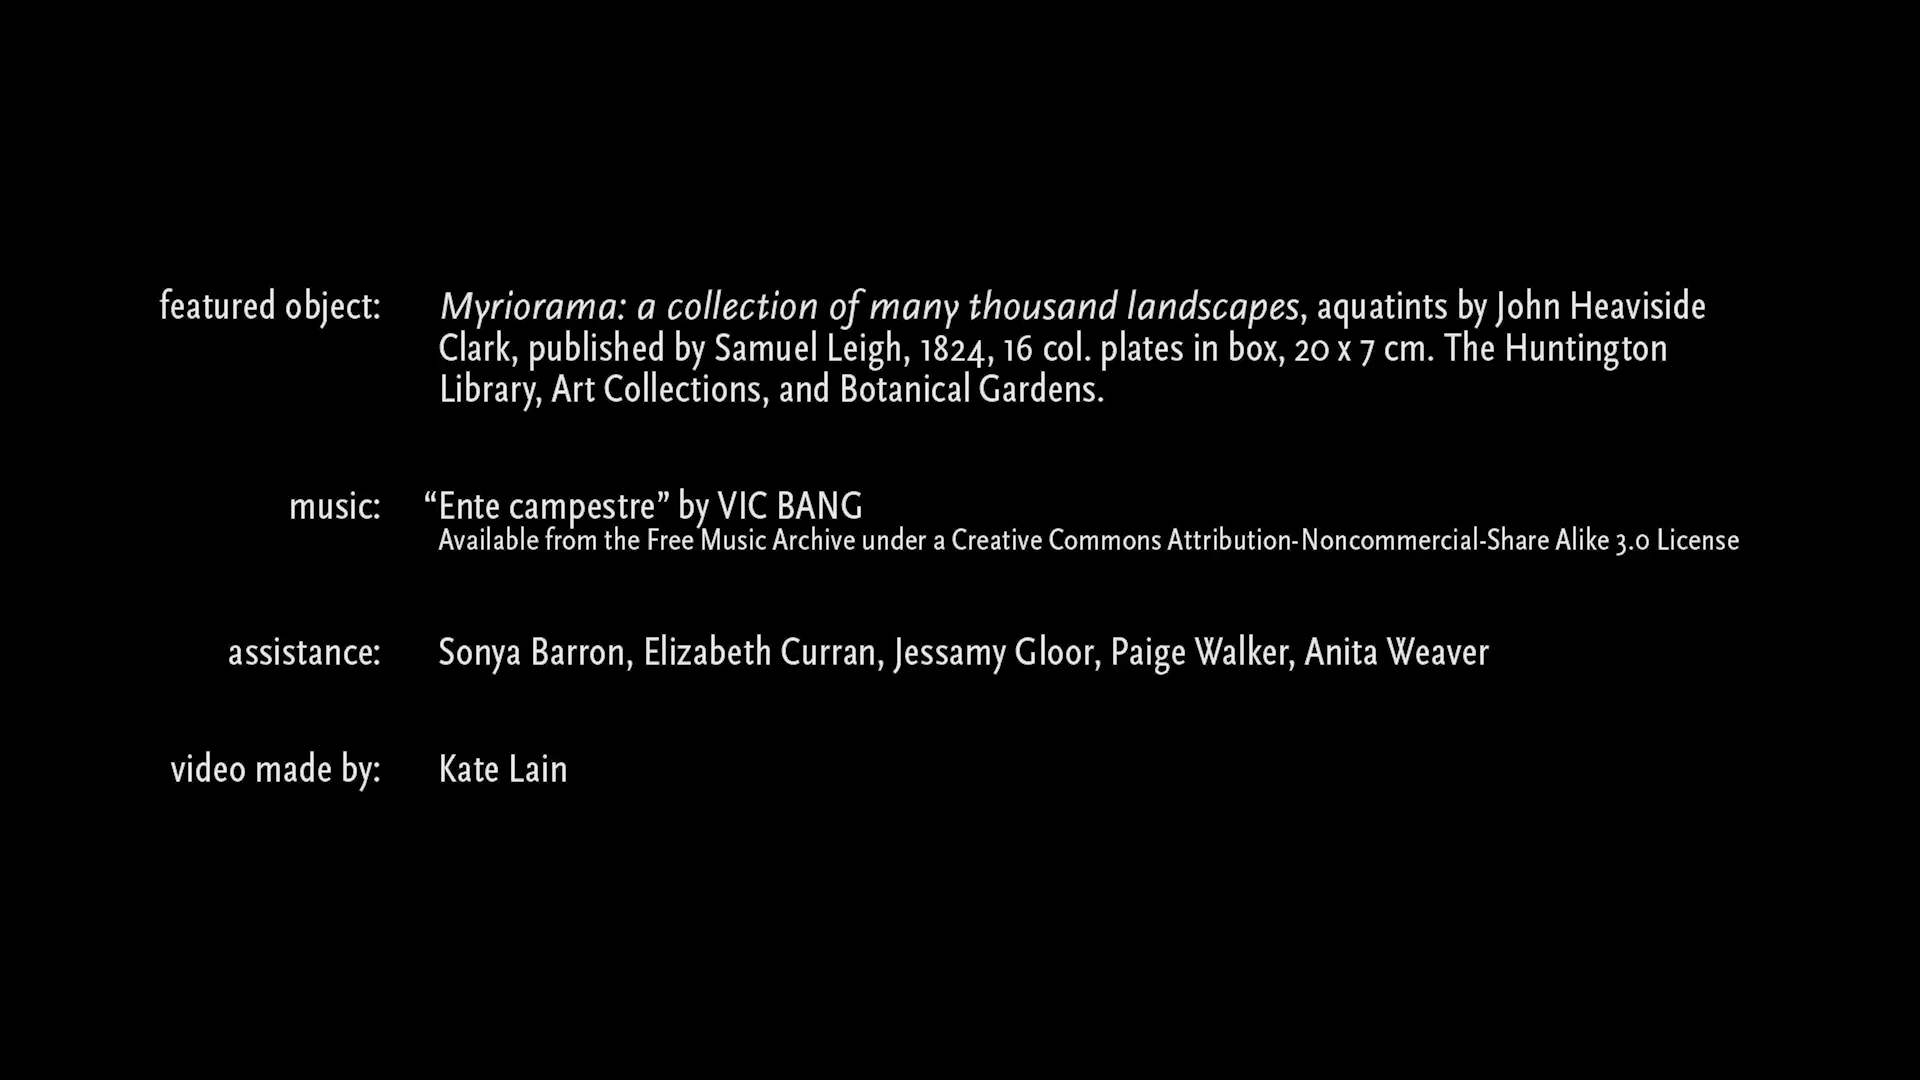 featured object: Myriorama: a collection of many thousand landscapes, aquatints by John Heaviside
Clark, published by Samuel Leigh, 1824, 16 col. plates in box, 20 x 7 cm. The Huntington
Library, Art Collections, and Botanical Gardens.
music: “Ente campestre” by VIC BANG
Available from the Free Music Archive under a Creative Commons Attribution-Noncommercial-Share Alike 3.0 License
assistance: Sonya Barron, Elizabeth Curran, Jessamy Gloor, Paige Walker, Anita Weaver
video made by: Kate Lain